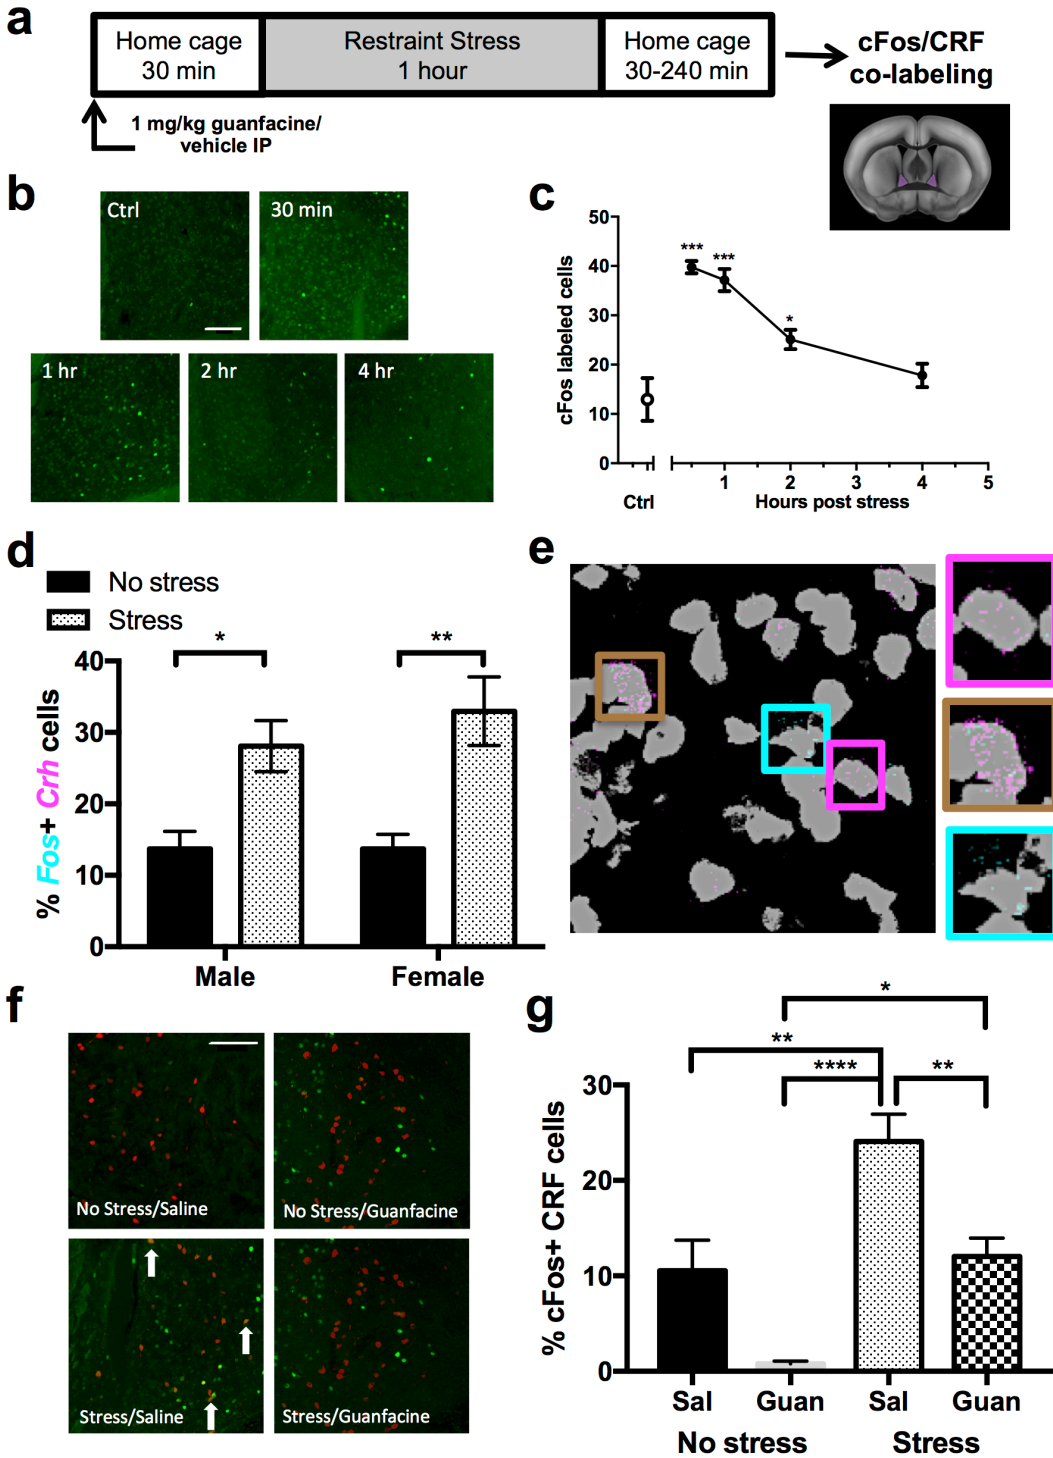 a
Home cage
30 min
Restraint Stress
1 hour
Home cage
30-240 min
cFos/CRF
co-labeling
1 mg/kg guanfacine/
vehicle IP
b
Ctrl
30 min
1 hr
2 hr
4 hr
c
cFos labeled cells
50
40
30
20
10
0
***
***
*
Ctrl
1
2
3
4
5
Hours post stress
d
No stress
Stress
% Fos+ Crh cells
40
30
20
10
0
*
**
Male
Female
e
f
No Stress/Saline
No Stress/Guanfacine
Stress/Saline
Stress/Guanfacine
g
% cFos+ CRF cells
30
20
10
0
*
**
****
**
Sal
Guan
Sal
Guan
No stress
Stress